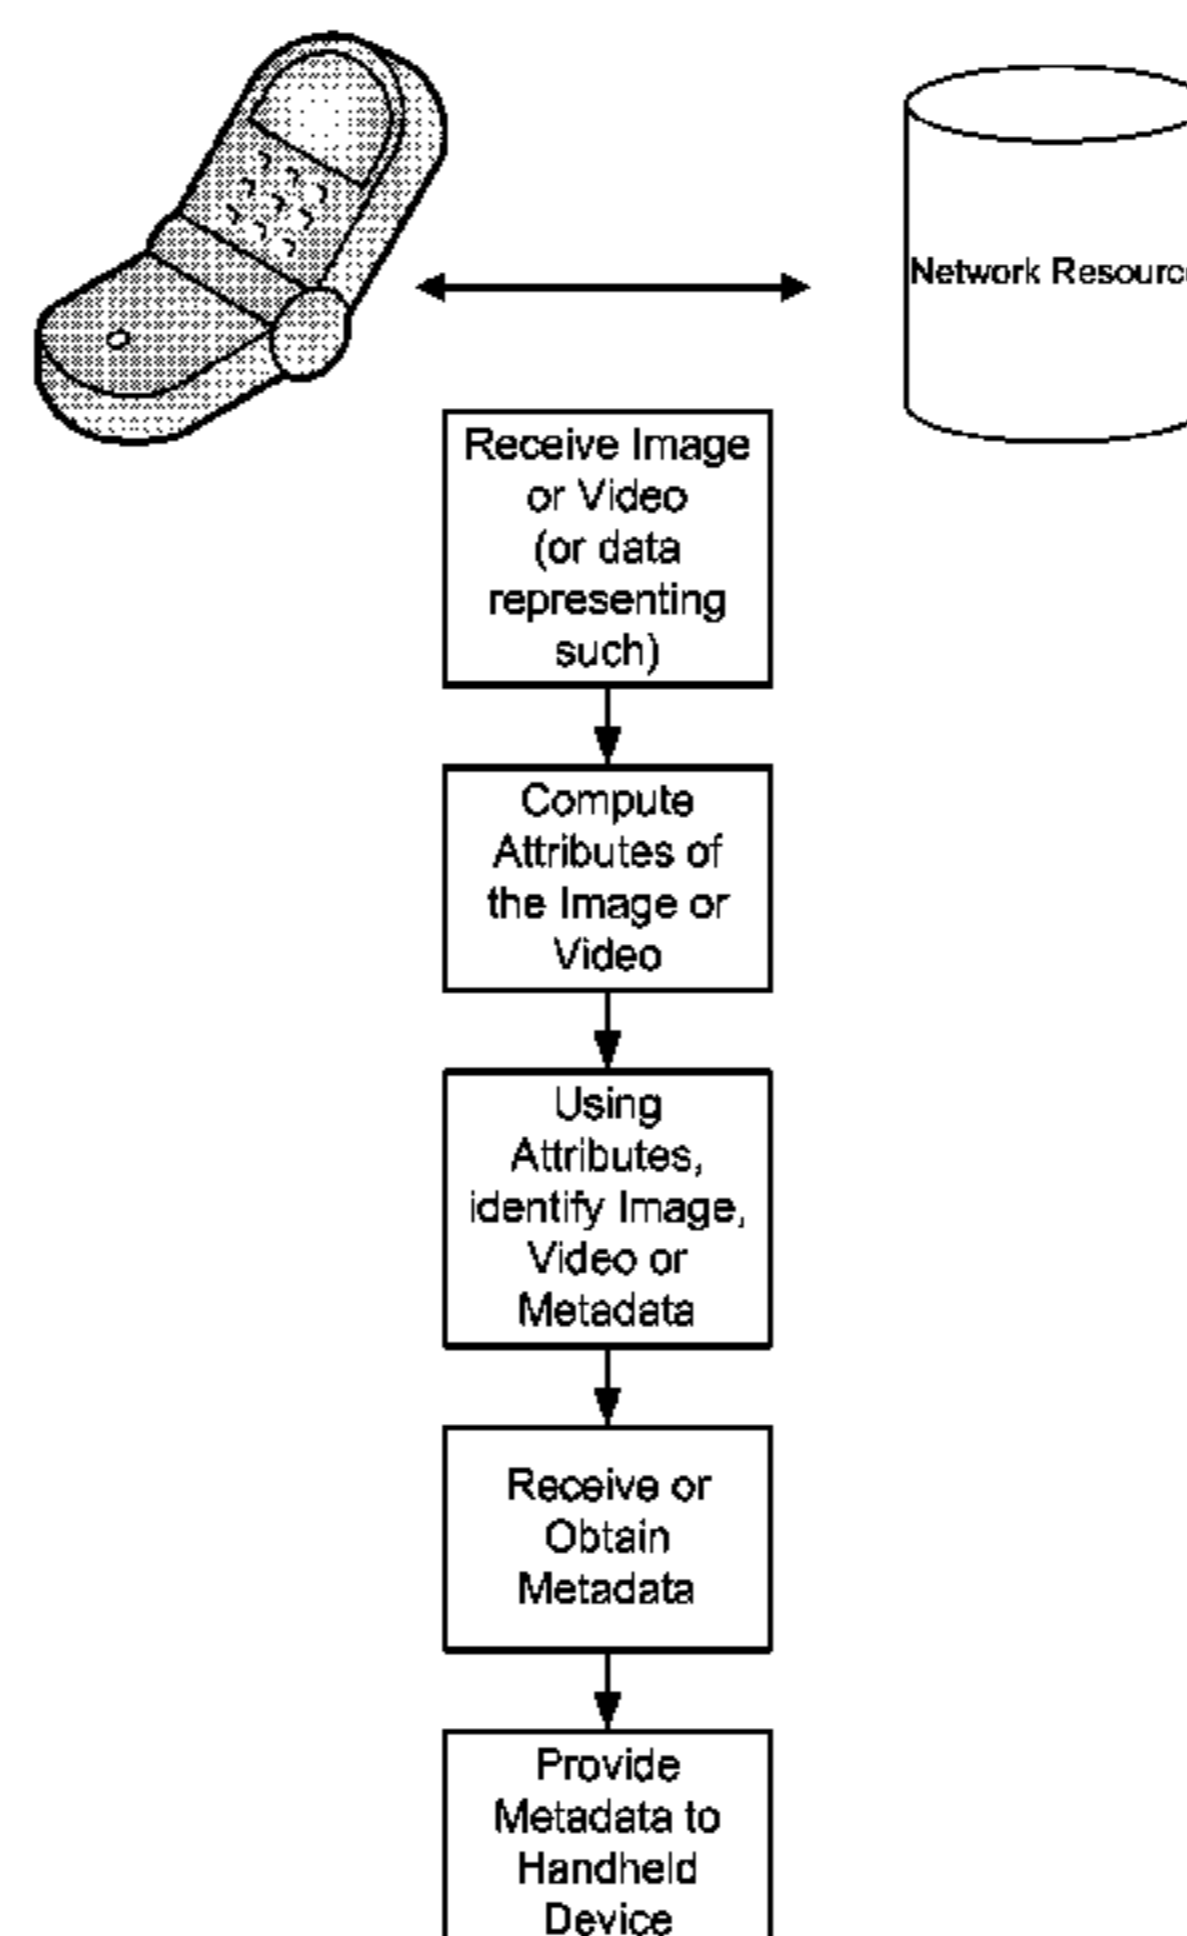 Network Resourc
Receive Image
or Video
(or data
representing
such)
Compute
Attributes of
the Image or
Video
Using
Attributes,
identify Image,
Video or
Metadata
Receive or
Obtain
Metadata
Provide
Metadata to
Handheld
Device